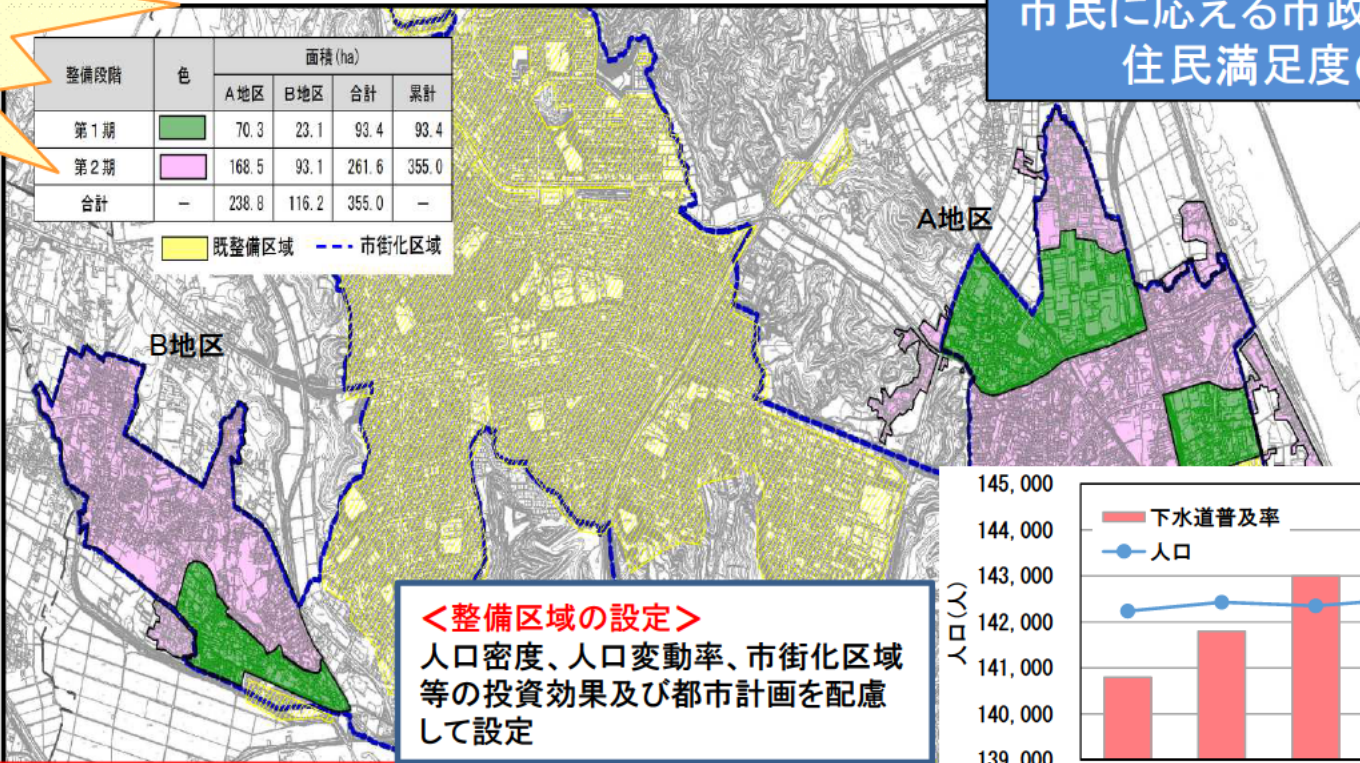 市民に応える市政
住民満足度の
整備段階 色 面積(ha)
A地区 B地区 合計 累計
第1期 70.3 23.1 93.4 93.4
第2期 168.5 93.1 261.6 355.0
合計 － 238.8 116.2 355.0 －
既整備区域 市街化区域
A地区
B地区
＜整備区域の設定＞
人口密度、人口変動率、市街化区域
等の投資効果及び都市計画を配慮
して設定
人口(人)
145,000
144,000
143,000
142,000
141,000
140,000
139,000
下水道普及率
人口